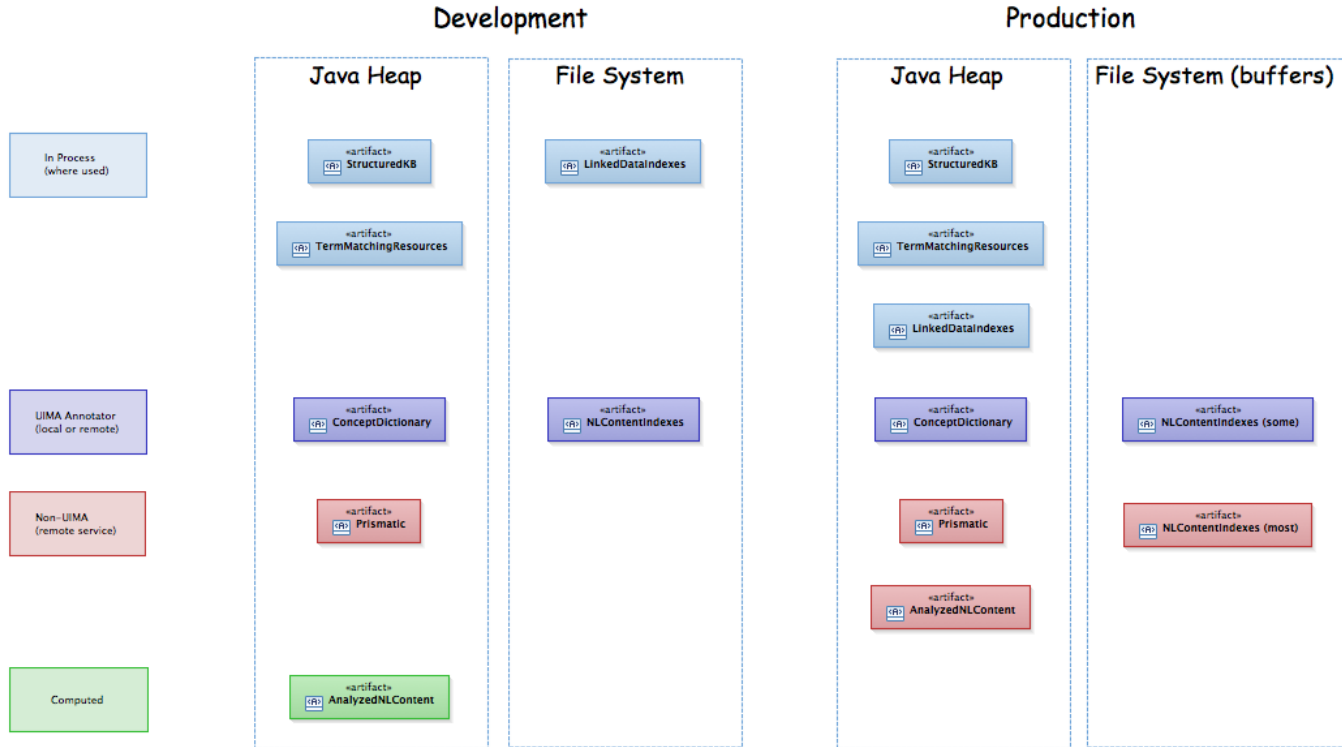 Development
Production
Java Heap
File System
Java Heap
File System (buffers)
In Process
(where used)
«artifact»
<A> StructuredKB
«artifact»
<A> LinkedDataIndexes
«artifact»
<A> StructuredKB
«artifact»
<A> TermMatchingResources
«artifact»
<A> TermMatchingResources
«artifact»
<A> LinkedDataIndexes
UIMA Annotator
(local or remote)
«artifact»
<A> ConceptDictionary
«artifact»
<A> NLContentIndexes
«artifact»
<A> ConceptDictionary
«artifact»
<A> NLContentIndexes (some)
Non-UIMA
(remote service)
«artifact»
<A> Prismatic
«artifact»
<A> Prismatic
«artifact»
<A> NLContentIndexes (most)
«artifact»
<A> AnalyzedNLContent
Computed
«artifact»
<A> AnalyzedNLContent